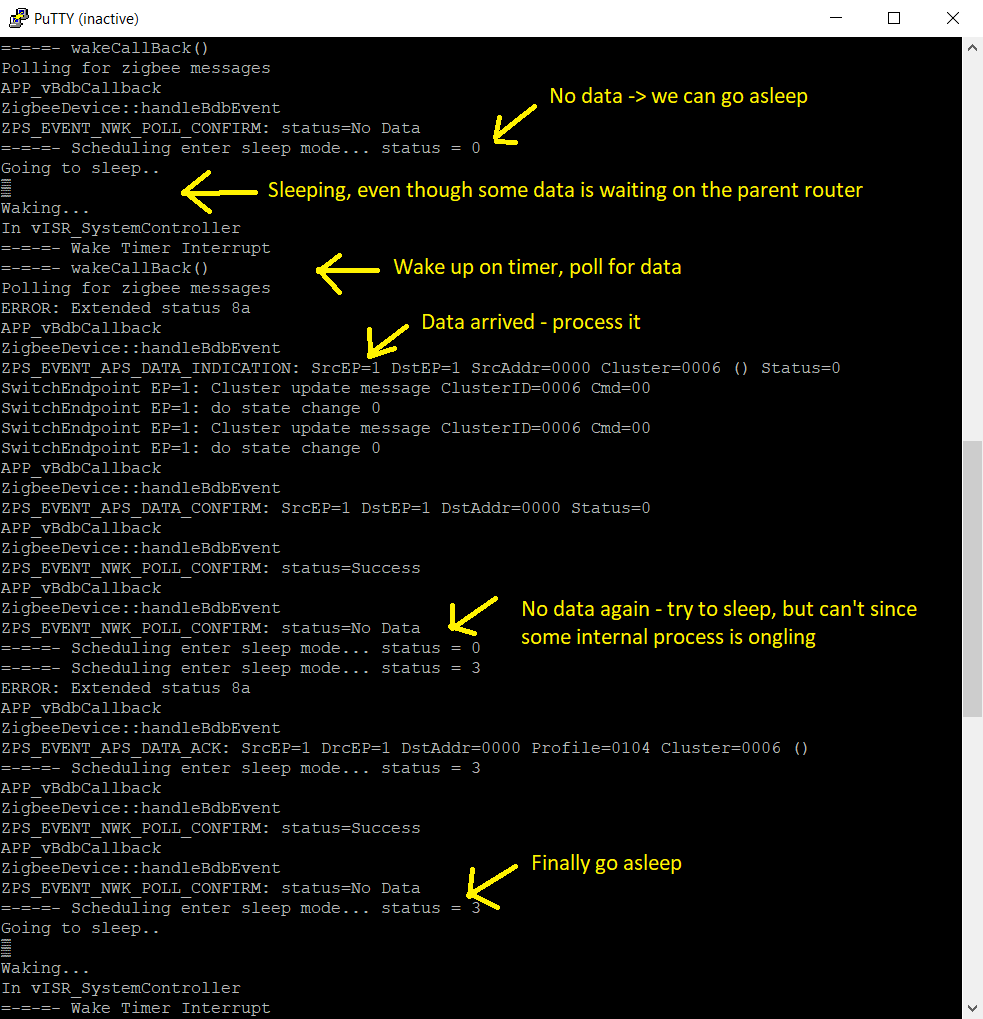 PuTTY (inactive)
=-=-=- wakeCallBack()
Polling for zigbee messages
APP_vBdbCallback
No data -> we can go asleep
ZigbeeDevice::handleBdbEvent
ZPS_EVENT_NWK_POLL_CONFIRM: status=No Data
=-=-=- Scheduling enter sleep mode... status = 0
Going to sleep..
Sleeping, even though some data is waiting on the parent router
Waking...
In vISR_SystemController
=-=-=- Wake Timer Interrupt
=-=-=- wakeCallBack()
Wake up on timer, poll for data
Polling for zigbee messages
ERROR: Extended status 8a
APP_vBdbCallback
Data arrived - process it
ZigbeeDevice::handleBdbEvent
ZPS_EVENT_APS_DATA_INDICATION: SrcEP=1 DstEP=1 SrcAddr=0000 Cluster=0006 () Status=0
SwitchEndpoint EP=1: Cluster update message ClusterID=0006 Cmd=00
SwitchEndpoint EP=1: do state change 0
SwitchEndpoint EP=1: Cluster update message ClusterID=0006 Cmd=00
SwitchEndpoint EP=1: do state change 0
APP_vBdbCallback
ZigbeeDevice::handleBdbEvent
ZPS_EVENT_APS_DATA_CONFIRM: SrcEP=1 DstEP=1 DstAddr=0000 Status=0
APP_vBdbCallback
ZigbeeDevice::handleBdbEvent
ZPS_EVENT_NWK_POLL_CONFIRM: status=Success
APP_vBdbCallback
ZigbeeDevice::handleBdbEvent
No data again - try to sleep, but can't since
some internal process is ongling
ZPS_EVENT_NWK_POLL_CONFIRM: status=No Data
=-=-=- Scheduling enter sleep mode... status = 0
=-=-=- Scheduling enter sleep mode... status = 3
ERROR: Extended status 8a
APP_vBdbCallback
ZigbeeDevice::handleBdbEvent
ZPS_EVENT_APS_DATA_ACK: SrcEP=1 DrcEP=1 DstAddr=0000 Profile=0104 Cluster=0006 ()
=-=-=- Scheduling enter sleep mode... status = 3
APP_vBdbCallback
ZigbeeDevice::handleBdbEvent
ZPS_EVENT_NWK_POLL_CONFIRM: status=Success
APP_vBdbCallback
Finally go asleep
ZigbeeDevice::handleBdbEvent
ZPS_EVENT_NWK_POLL_CONFIRM: status=No Data
=-=-=- Scheduling enter sleep mode... status = 3
Going to sleep..
Waking...
In vISR_SystemController
=-=-=- Wake Timer Interrupt